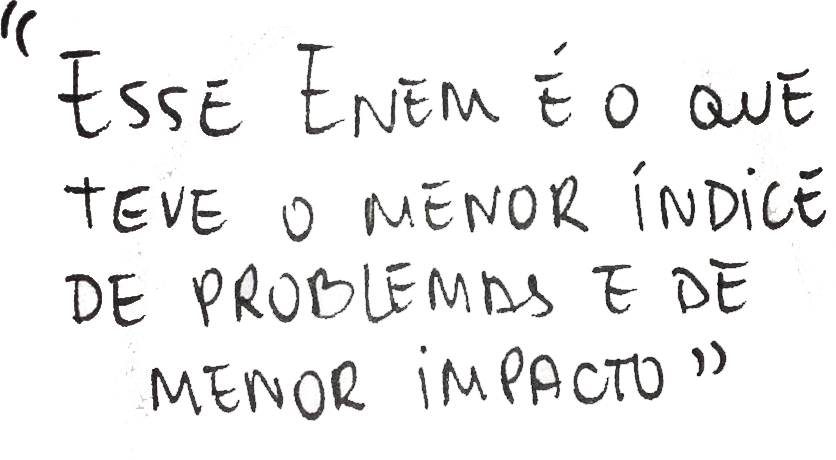 “ESSE ENEM É O QUE
TEVE O MENOR ÍNDICE
DE PROBLEMAS E DE
MENOR IMPACTO”